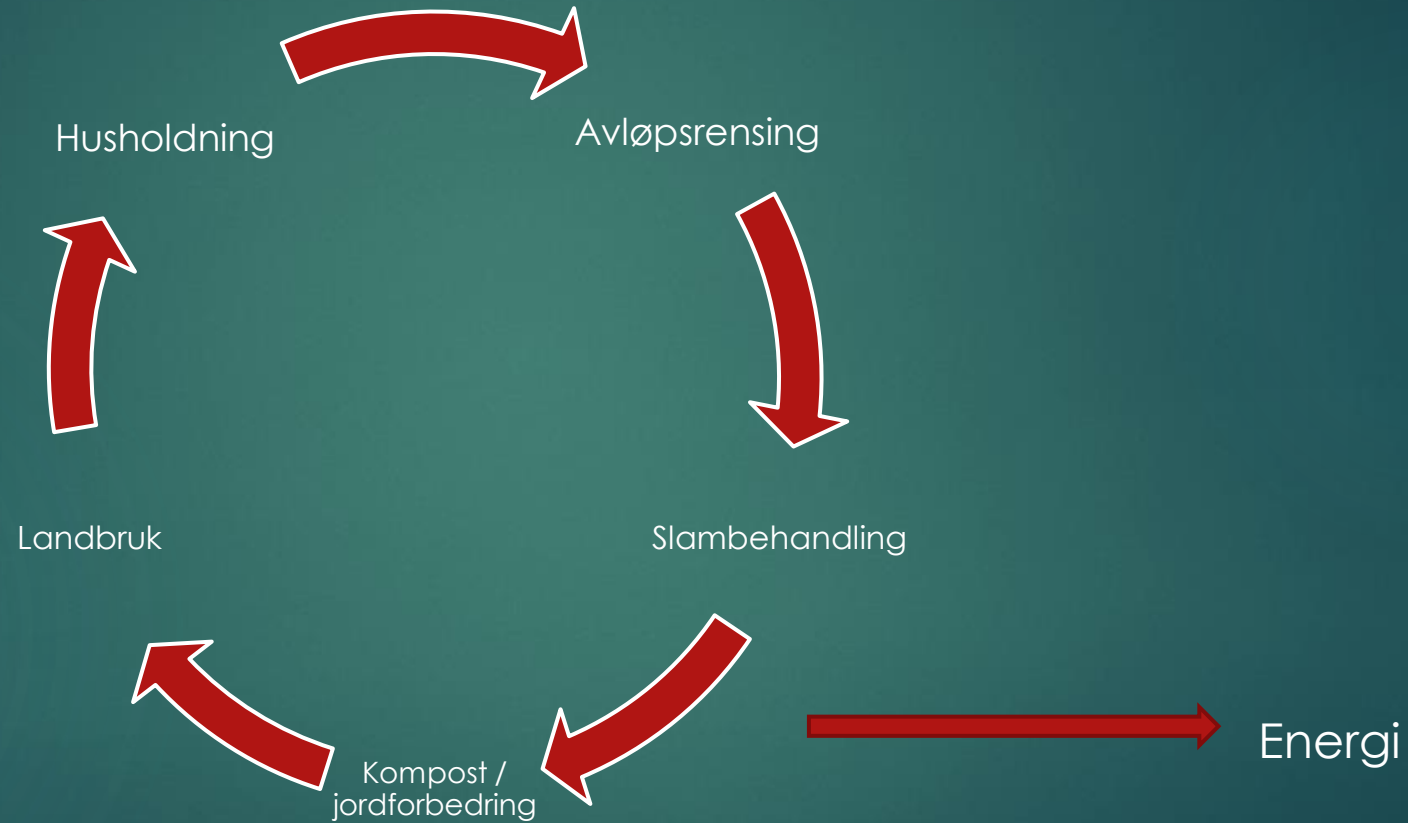 Husholdning
Avløpsrensing
Landbruk
Slambehandling
Energi
Kompost /
jordforbedring